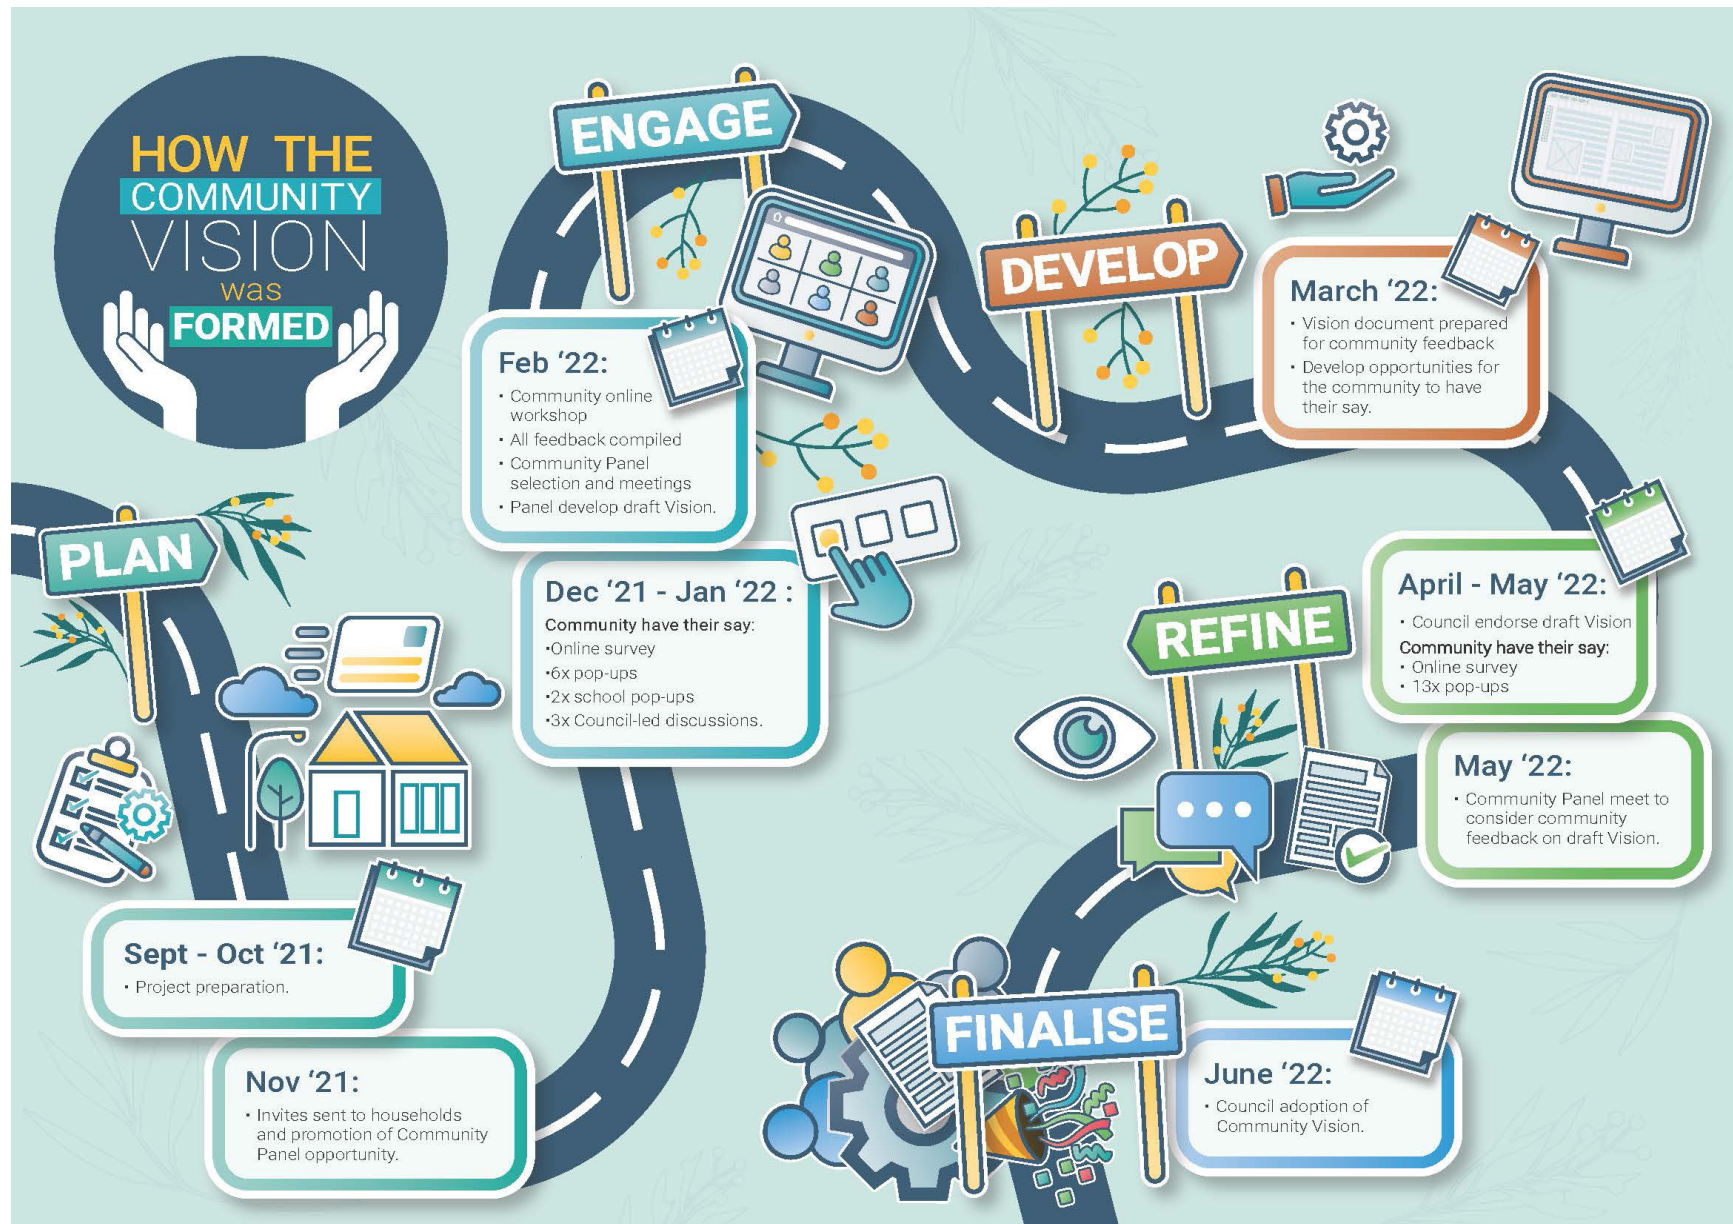 HOW THE
COMMUNITY
VISION
was
FORMED
PLAN
Sept - Oct ‘21:
• Project preparation.
Nov ‘21:
• Invites sent to households
and promotion of Community
Panel opportunity.
ENGAGE
Dec ‘21 - Jan ‘22 :
Community have their say:
•Online survey
•6x pop-ups
•2x school pop-ups
•3x Council-led discussions.
Feb ‘22:
• Community online
workshop
• All feedback compiled
• Community Panel
selection and meetings
• Panel develop draft Vision.
DEVELOP
March ‘22:
• Vision document prepared
for community feedback
• Develop opportunities for
the community to have
their say.
REFINE
April - May ‘22:
• Council endorse draft Vision
Community have their say:
• Online survey
• 13x pop-ups
May ‘22:
• Community Panel meet to
consider community
feedback on draft Vision.
FINALISE
June ‘22:
• Council adoption of
Community Vision.